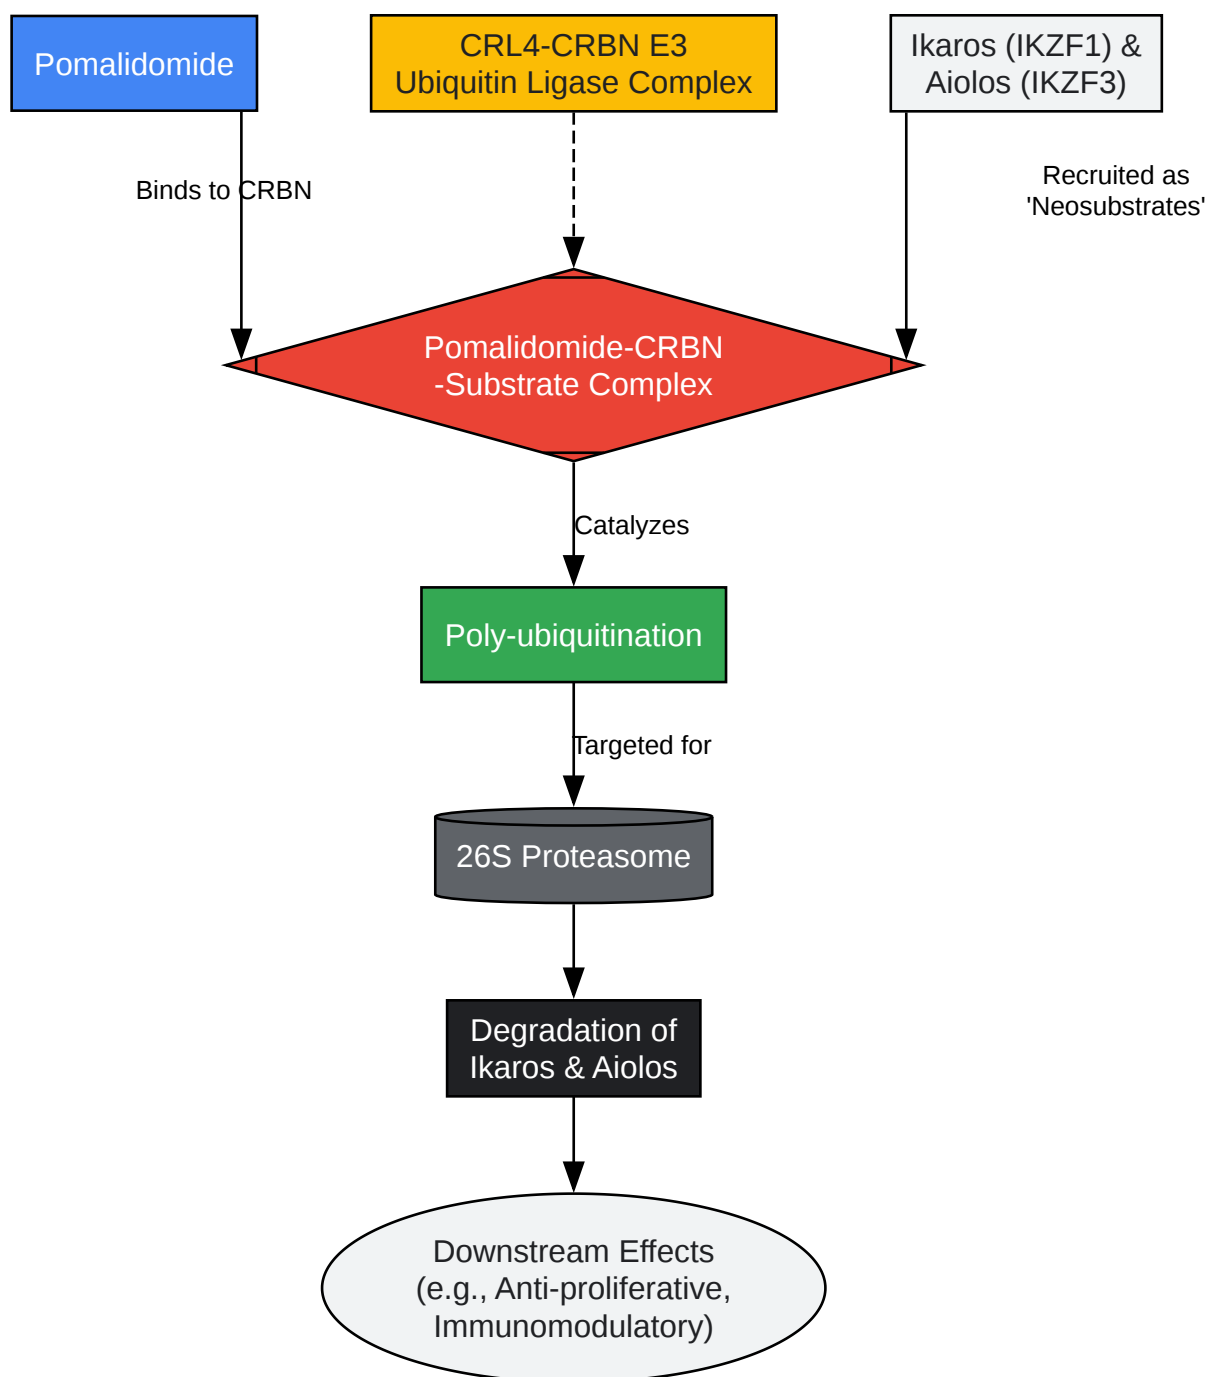 Pomalidomide
CRL4-CRBN E3
Ubiquitin Ligase Complex
Ikaros (IKZF1) &
Aiolos (IKZF3)
Binds to CRBN
Recruited as
'Neosubstrates'
Pomalidomide-CRBN
-Substrate Complex
Catalyzes
Poly-ubiquitination
Targeted for
26S Proteasome
Degradation of
Ikaros & Aiolos
Downstream Effects
(e.g., Anti-proliferative,
Immunomodulatory)